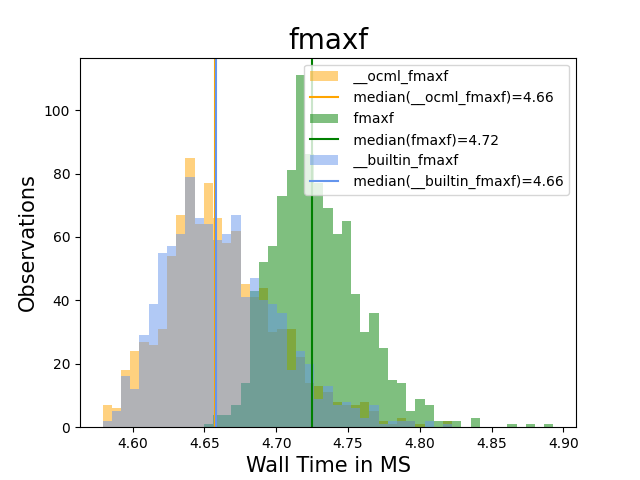 fmaxf
__ocml_fmaxf
median(__ocml_fmaxf)=4.66
fmaxf
median(fmaxf)=4.72
__builtin_fmaxf
median(__builtin_fmaxf)=4.66
Observations
100
80
60
40
20
0
4.60 4.65 4.70 4.75 4.80 4.85 4.90
Wall Time in MS